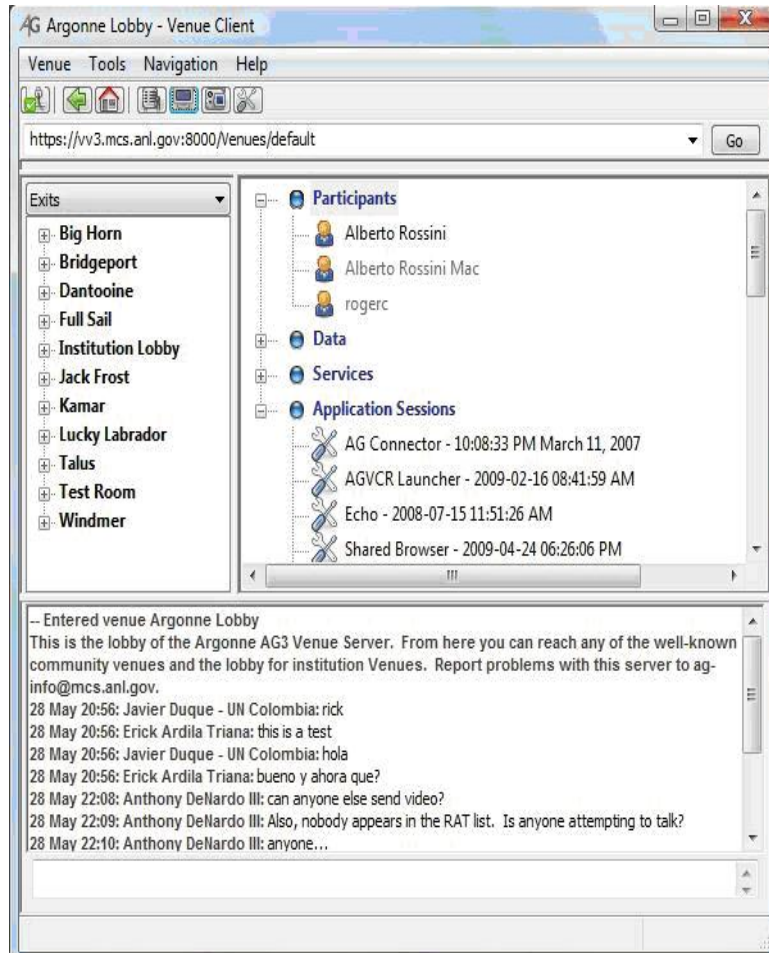 AG Argonne Lobby - Venue Client
Venue Tools Navigation Help
https://vv3.mcs.anl.gov:8000/Venues/default
Go
Exits
Big Horn
Bridgeport
Dantooine
Full Sail
Institution Lobby
Jack Frost
Kamar
Lucky Labrador
Talus
Test Room
Windmer
Participants
Alberto Rossini
Alberto Rossini Mac
rogerc
Data
Services
Application Sessions
AG Connector - 10:08:33 PM March 11, 2007
AGVCR Launcher - 2009-02-16 08:41:59 AM
Echo - 2008-07-15 11:51:26 AM
Shared Browser - 2009-04-24 06:26:06 PM
-- Entered venue Argonne Lobby
This is the lobby of the Argonne AG3 Venue Server. From here you can reach any of the well-known
community venues and the lobby for institution Venues. Report problems with this server to ag-
info@mcs.anl.gov.
28 May 20:56: Javier Duque - UN Colombia: rick
28 May 20:56: Erick Ardila Triana: this is a test
28 May 20:56: Javier Duque - UN Colombia: hola
28 May 20:56: Erick Ardila Triana: bueno y ahora que?
28 May 22:08: Anthony DeNardo III: can anyone else send video?
28 May 22:09: Anthony DeNardo III: Also, nobody appears in the RAT list. Is anyone attempting to talk?
28 May 22:10: Anthony DeNardo III: anyone...